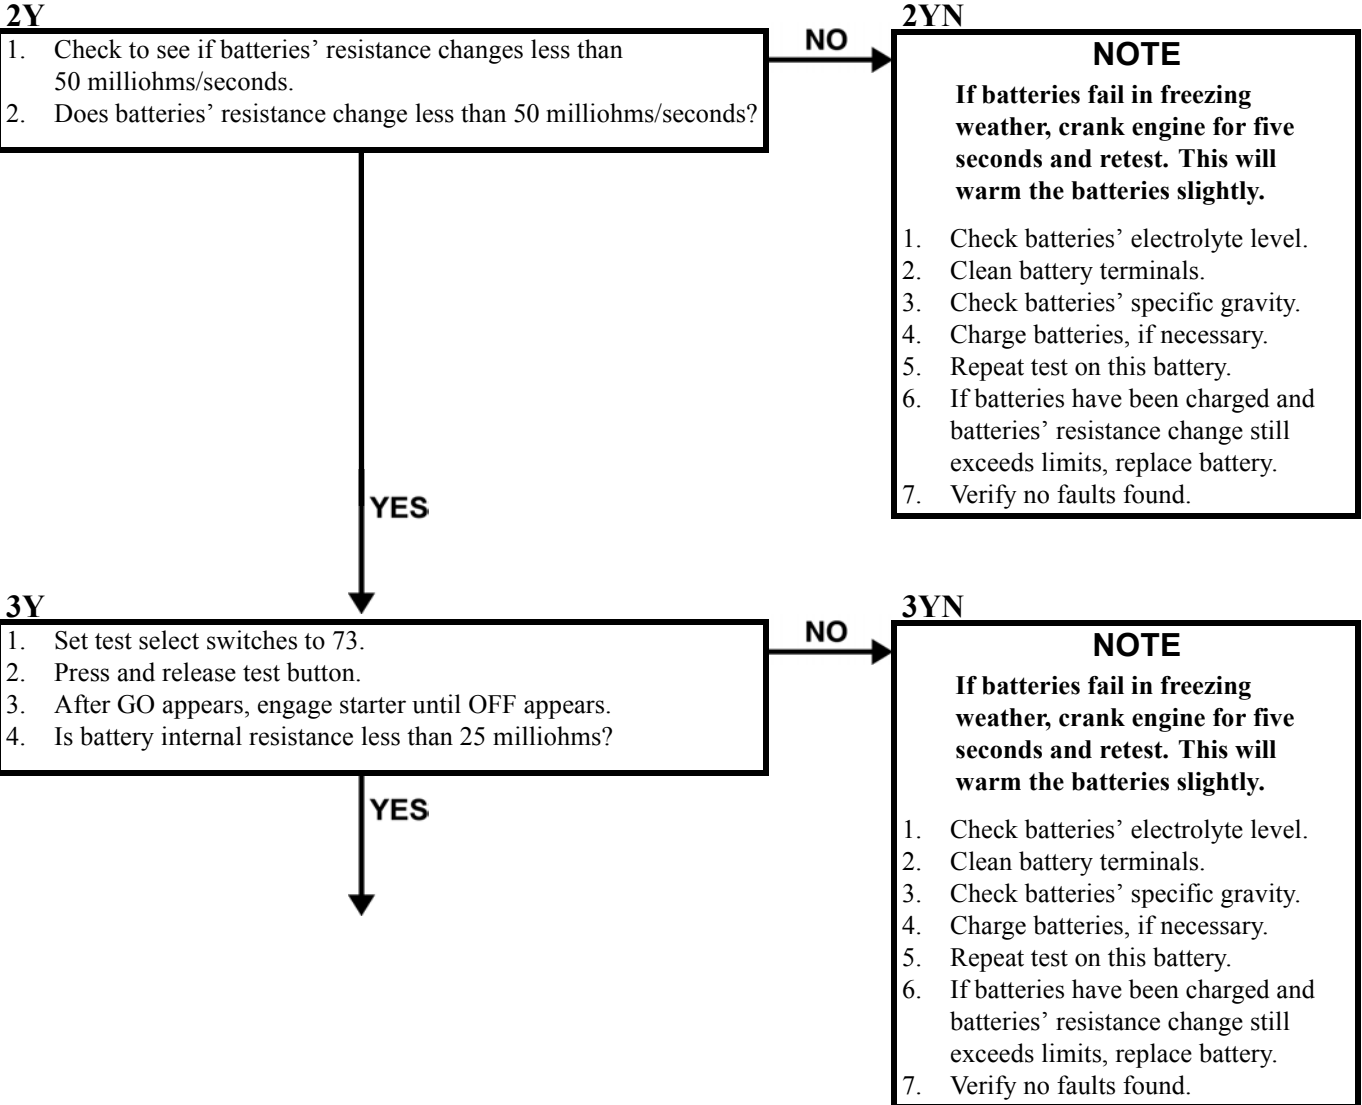 2Y
1. Check to see if batteries’ resistance changes less than
50 milliohms/seconds.
2. Does batteries’ resistance change less than 50 milliohms/seconds?
NO
2YN
NOTE
If batteries fail in freezing
weather, crank engine for five
seconds and retest. This will
warm the batteries slightly.
1. Check batteries’ electrolyte level.
2. Clean battery terminals.
3. Check batteries’ specific gravity.
4. Charge batteries, if necessary.
5. Repeat test on this battery.
6. If batteries have been charged and
batteries’ resistance change still
exceeds limits, replace battery.
7. Verify no faults found.
YES
3Y
1. Set test select switches to 73.
2. Press and release test button.
3. After GO appears, engage starter until OFF appears.
4. Is battery internal resistance less than 25 milliohms?
NO
3YN
NOTE
If batteries fail in freezing
weather, crank engine for five
seconds and retest. This will
warm the batteries slightly.
1. Check batteries’ electrolyte level.
2. Clean battery terminals.
3. Check batteries’ specific gravity.
4. Charge batteries, if necessary.
5. Repeat test on this battery.
6. If batteries have been charged and
batteries’ resistance change still
exceeds limits, replace battery.
7. Verify no faults found.
YES